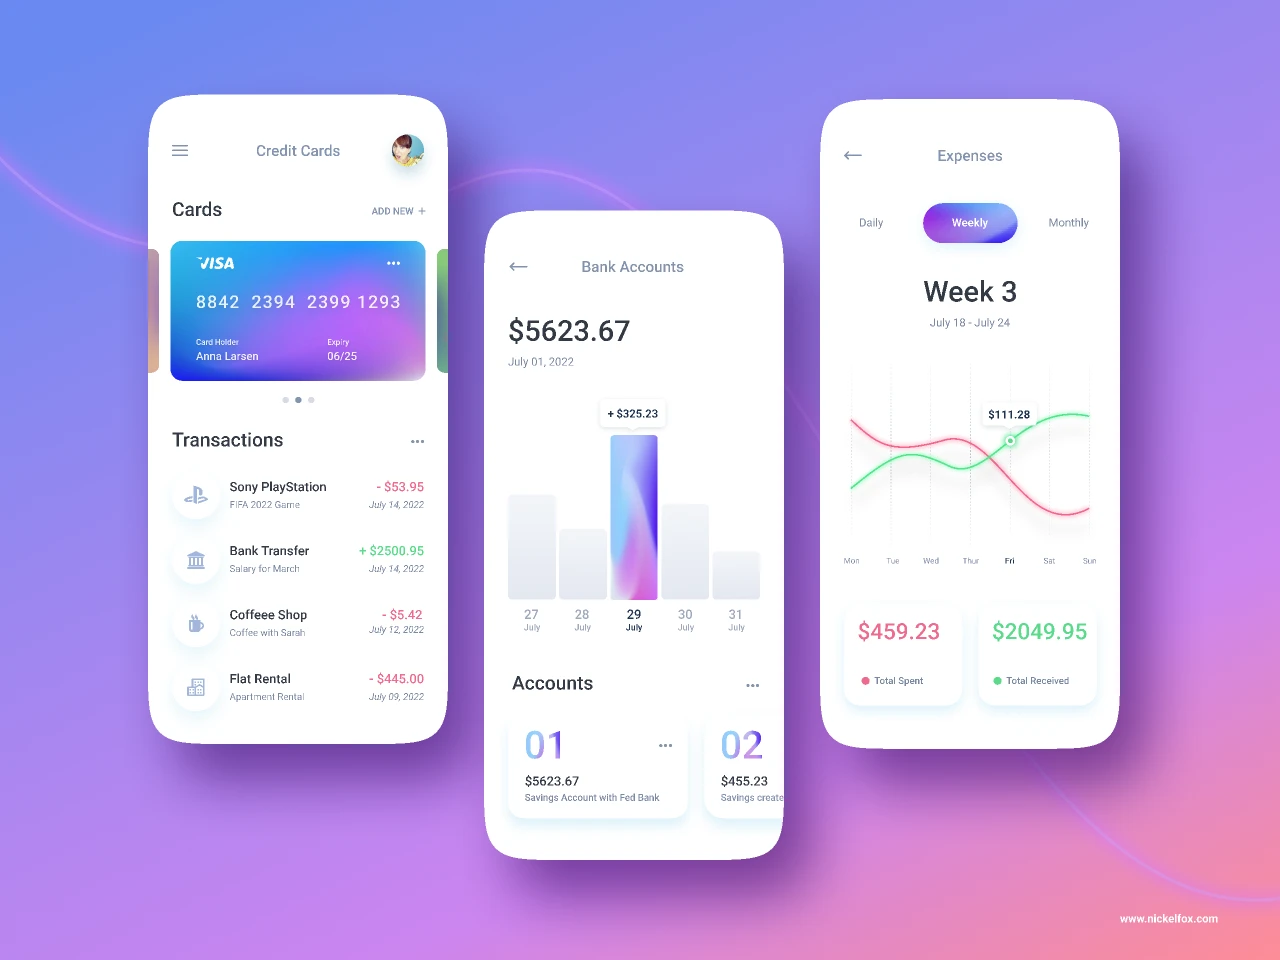 Credit Cards
Cards
ADD NEW +
VISA
8842 2394 2399 1293
Card Holder
Expiry
Anna Larsen
06/25
Transactions
Sony PlayStation
- $53.95
FIFA 2022 Game
July 14, 2022
Bank Transfer
+ $2500.95
Salary for March
July 14, 2022
Coffeee Shop
- $5.42
Coffee with Sarah
July 12, 2022
Flat Rental
- $445.00
Apartment Rental
July 09, 2022
Bank Accounts
$5623.67
July 01, 2022
+ $325.23
27 28 29 30 31
July July July July July
Accounts
01
$5623.67
Savings Account with Fed Bank
02
$455.23
Savings create
Expenses
Daily Weekly Monthly
Week 3
July 18 - July 24
$111.28
Mon Tue Wed Thur Fri Sat Sun
$459.23
Total Spent
$2049.95
Total Received
www.nickelfox.com